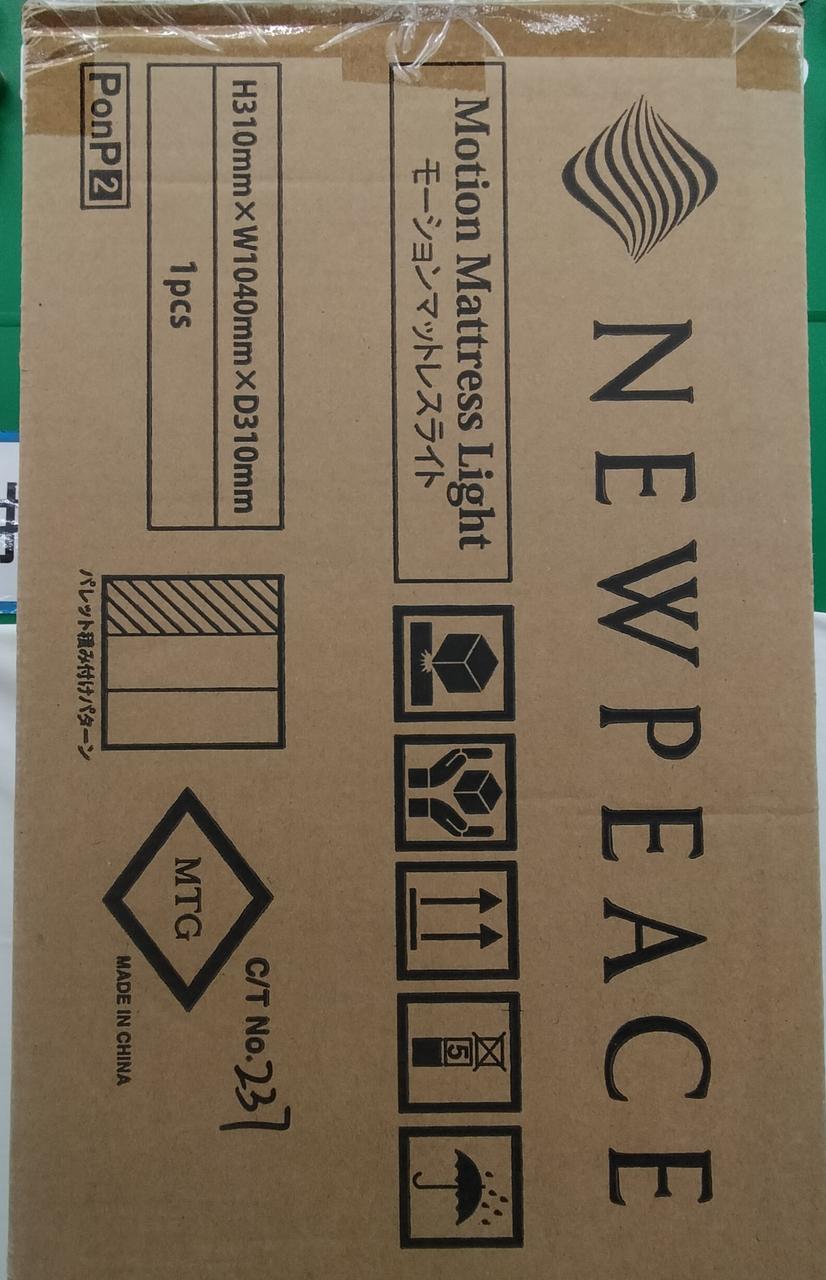 NEWPEACE
Motion Mattress Light
モーションマットレスライト
5
H310mm×W1040mm×D310mm
1pcs
PonP2
パレット積み付けパターン
MTG
C/T No.237
MADE IN CHINA